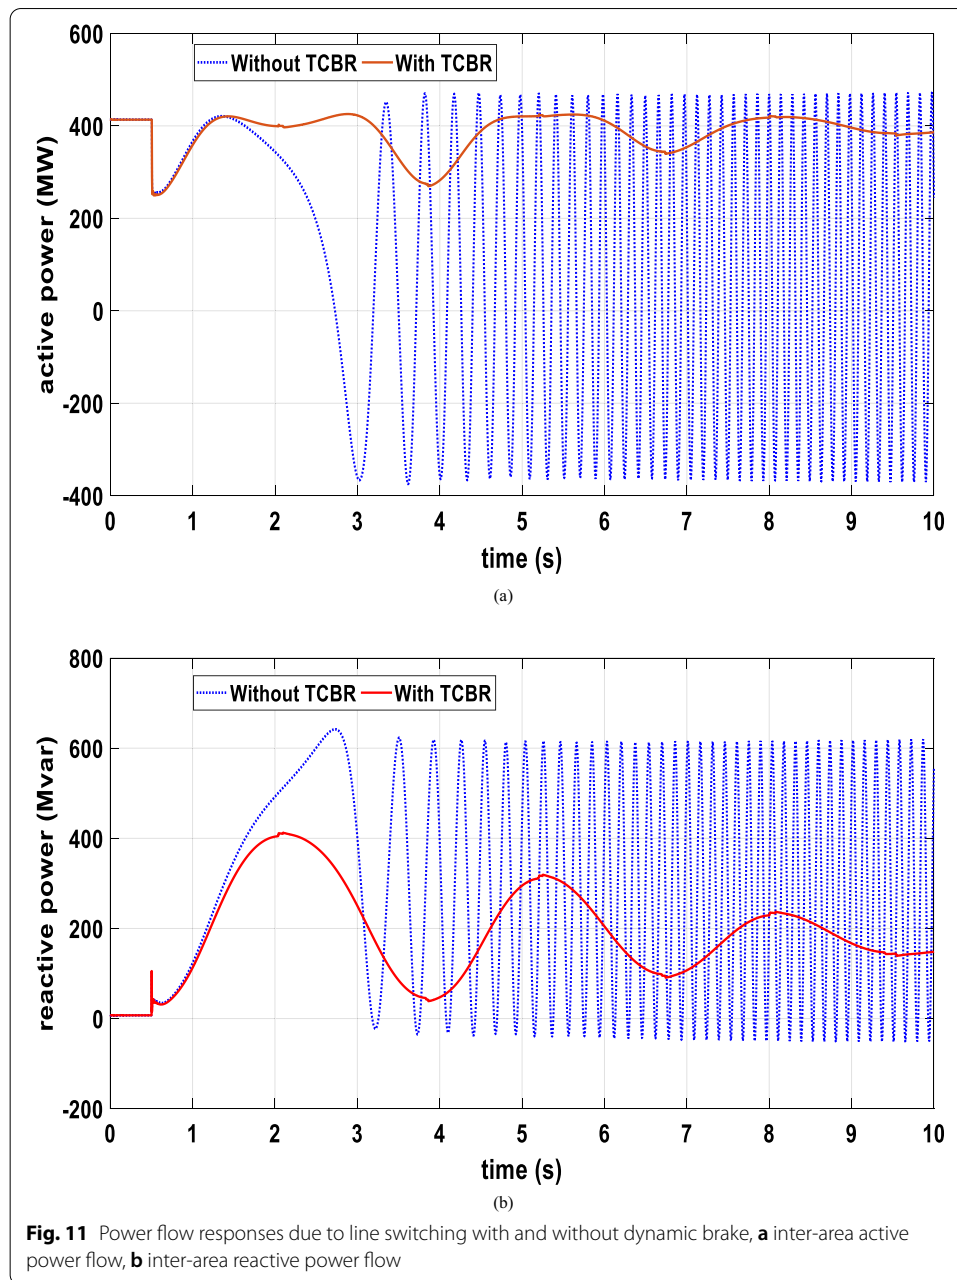 600
Without TCBR With TCBR
400
200
0
-200
-400
active power (MW)
0 1 2 3 4 5 6 7 8 9 10
time (s)
(a)
800
Without TCBR With TCBR
600
400
200
0
-200
reactive power (Mvar)
0 1 2 3 4 5 6 7 8 9 10
time (s)
(b)
Fig. 11 Power flow responses due to line switching with and without dynamic brake, a inter-area active
power flow, b inter-area reactive power flow